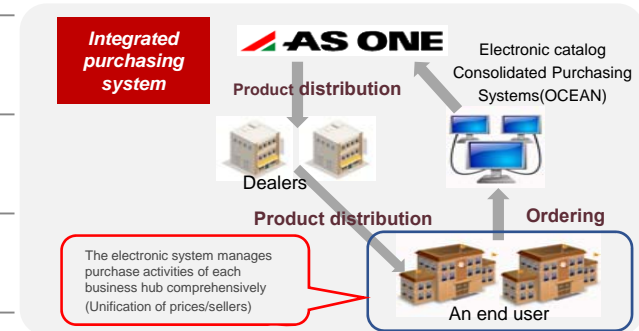 Integrated
purchasing
system
AS ONE
Electronic catalog
Consolidated Purchasing
Systems(OCEAN)
Product distribution
Dealers
Product distribution
Ordering
The electronic system manages
purchase activities of each
business hub comprehensively
(Unification of prices/sellers)
An end user